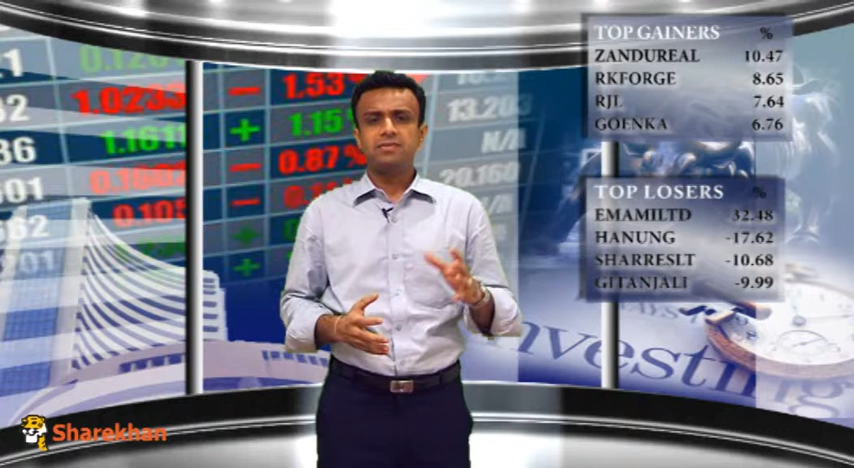 1.0233 – 1.53%
1.1611 + 1.15
13.203
N/A
0.87%
20.160
0.105
TOP GAINERS %
ZANDUREAL 10.47
RKFORGE 8.65
RJL 7.64
GOENKA 6.76
TOP LOSERS %
EMAMILTD -32.48
HANUNG -17.62
SHARRESLT -10.68
GITANJALI -9.99
Investing
Sharekhan